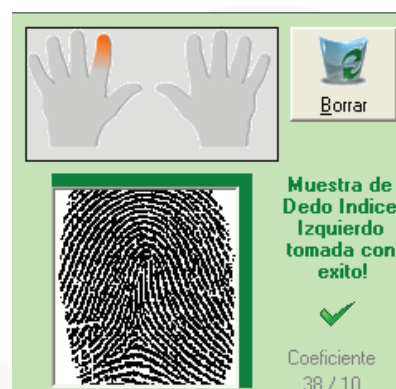 Borrar
Muestra de
Dedo Indice
Izquierdo
tomada con
exito!
Coeficiente
38 / 10